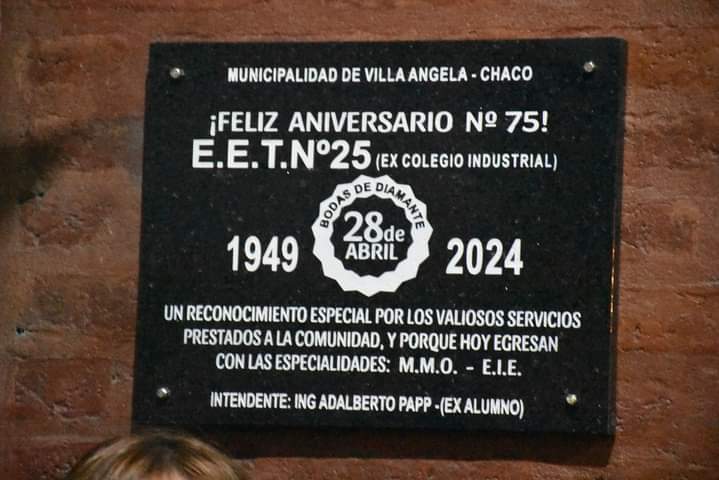 MUNICIPALIDAD DE VILLA ANGELA - CHACO
¡FELIZ ANIVERSARIO Nº 75!
E.E.T.Nº25 (EX COLEGIO INDUSTRIAL)
BODAS DE DIAMANTE
28 de
ABRIL
1949 2024
UN RECONOCIMIENTO ESPECIAL POR LOS VALIOSOS SERVICIOS
PRESTADOS A LA COMUNIDAD, Y PORQUE HOY EGRESAN
CON LAS ESPECIALIDADES: M.M.O. - E.I.E.
INTENDENTE: ING ADALBERTO PAPP -(EX ALUMNO)